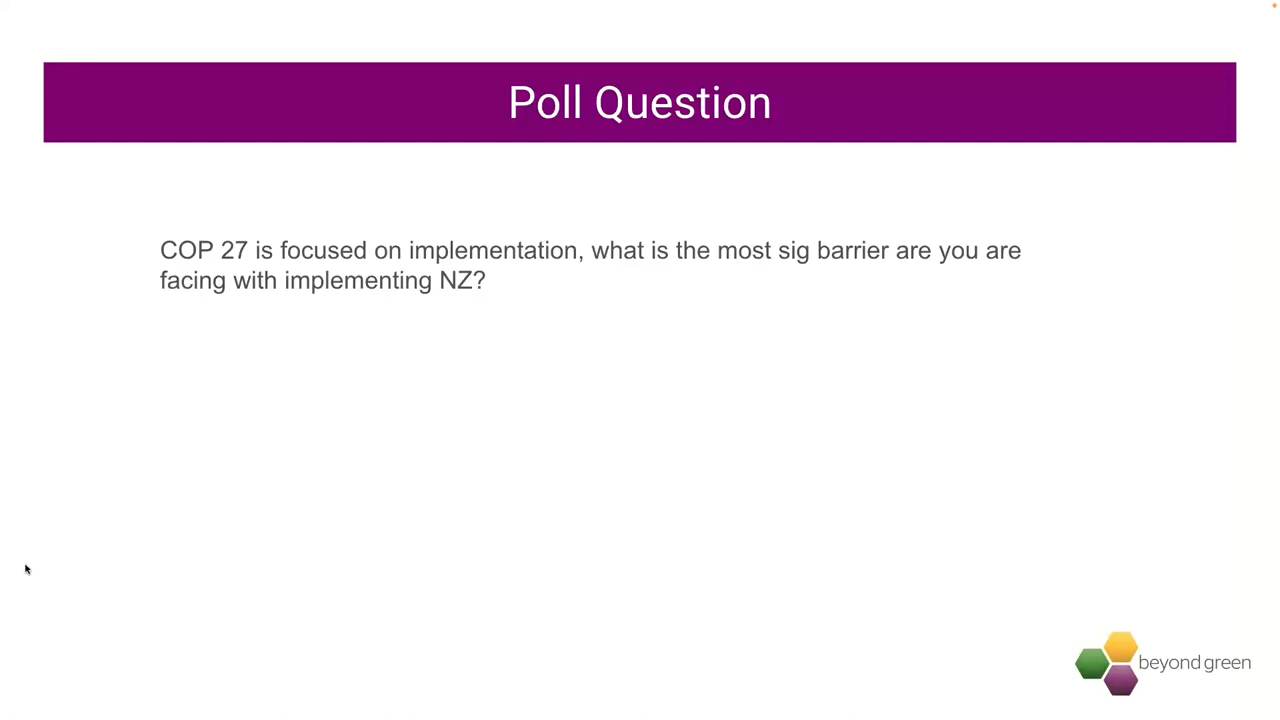 Poll Question
COP 27 is focused on implementation, what is the most sig barrier are you are
facing with implementing NZ?
beyond green